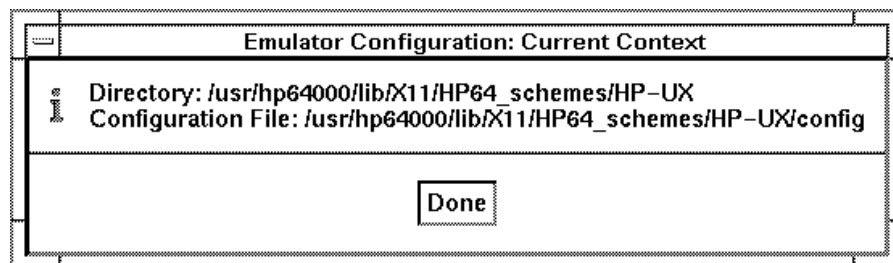 Emulator Configuration: Current Context
Directory: /usr/hp64000/lib/X11/HP64_schemes/HP-UX
Configuration File: /usr/hp64000/lib/X11/HP64_schemes/HP-UX/config
Done